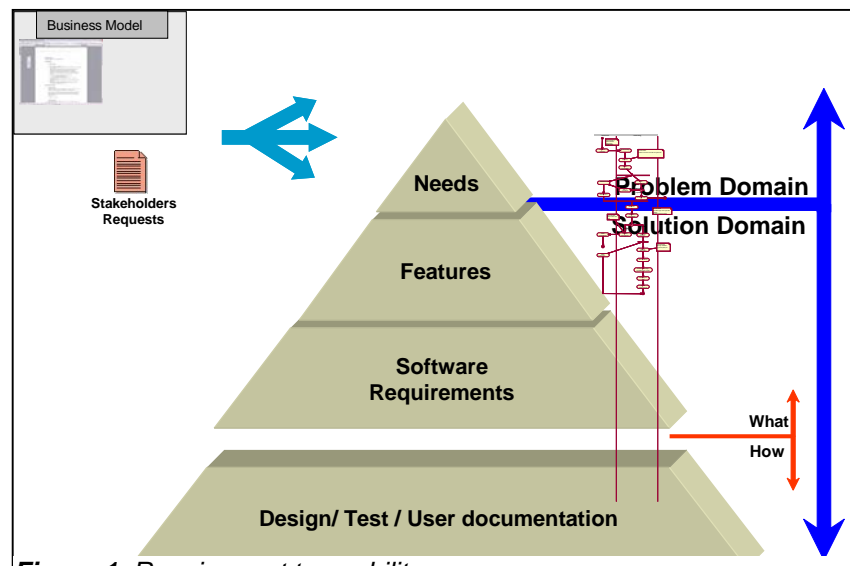 Business Model
Stakeholders
Requests
Needs
Problem Domain
Solution Domain
Features
Software
Requirements
What
How
Design/ Test / User documentation